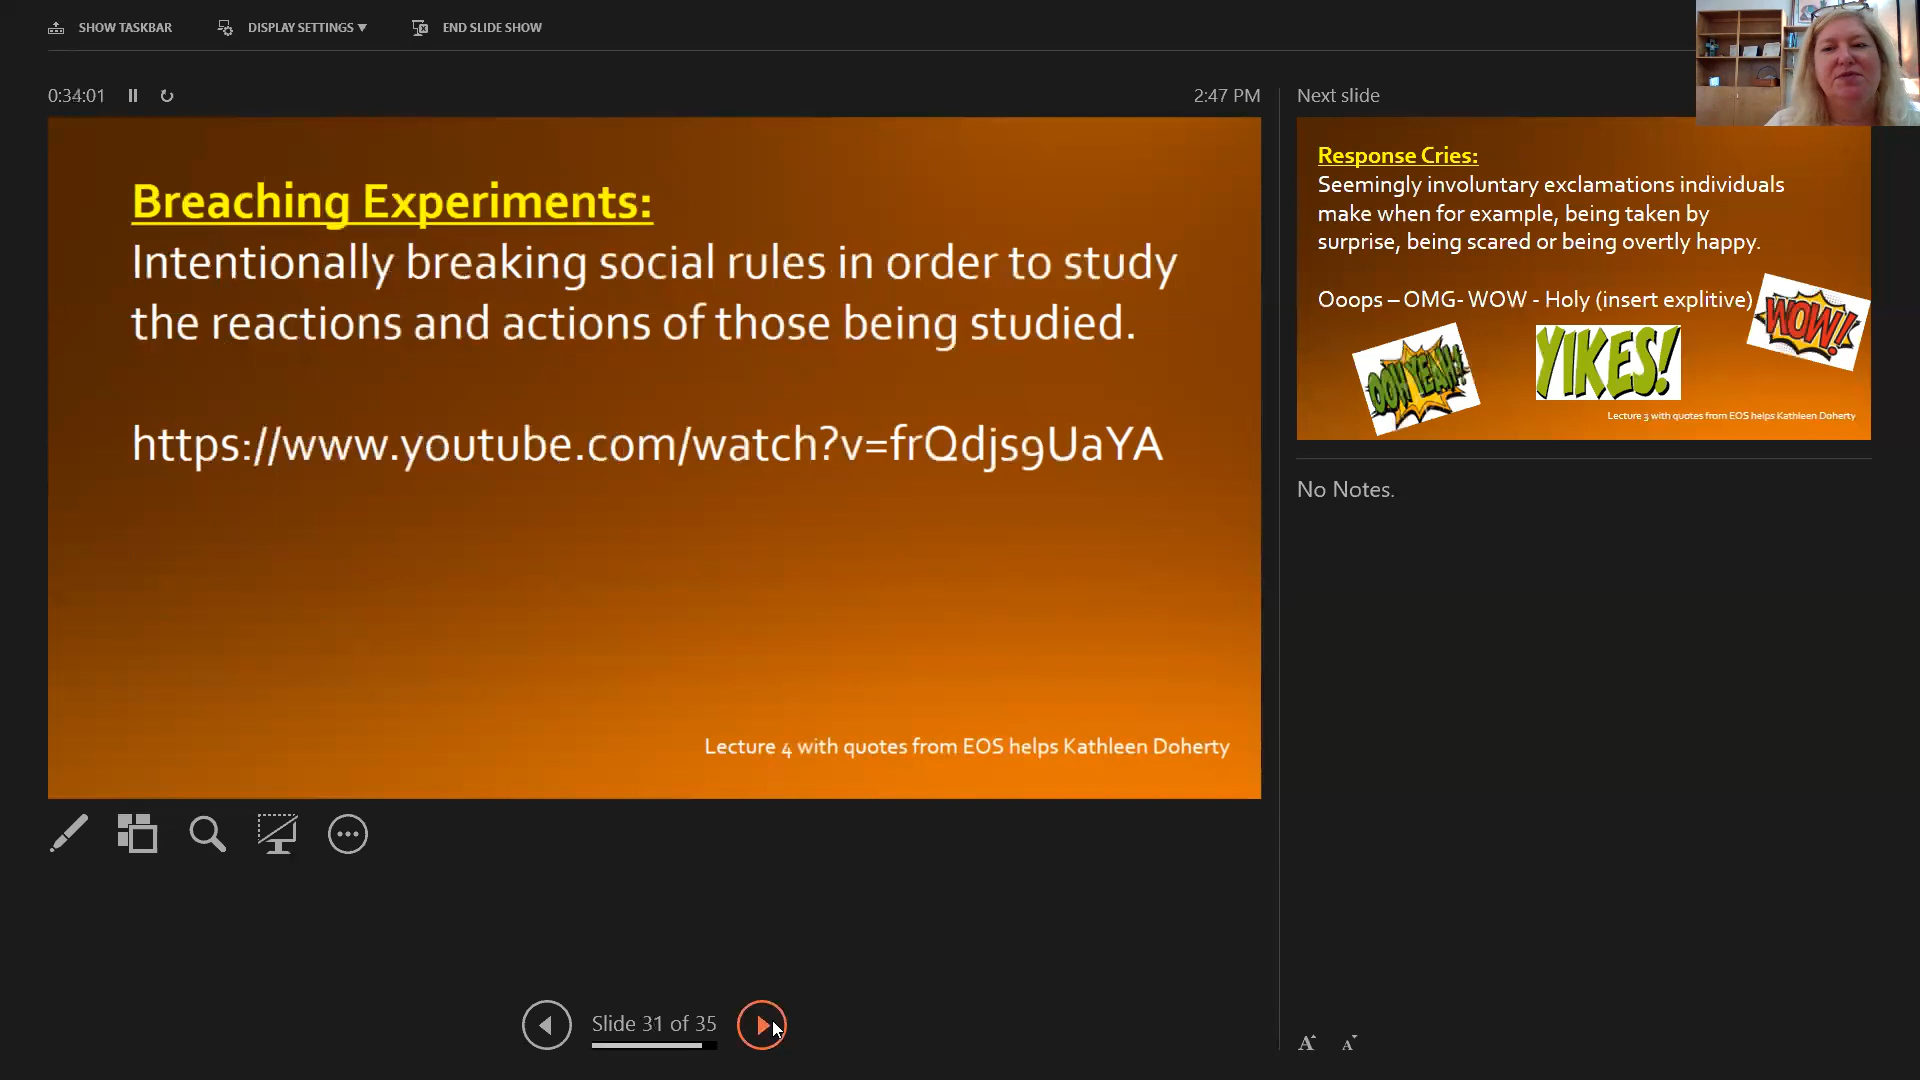 SHOW TASKBAR
DISPLAY SETTINGS
END SLIDE SHOW
0:34:01
2:47 PM
Next slide
Breaching Experiments:
Intentionally breaking social rules in order to study
the reactions and actions of those being studied.
https://www.youtube.com/watch?v=frQdjs9UaYA
Lecture 4 with quotes from EOS helps Kathleen Doherty
Response Cries:
Seemingly involuntary exclamations individuals
make when for example, being taken by
surprise, being scared or being overtly happy.
Ooops – OMG- WOW - Holy (insert explitive)
OOH YEAH!
YIKES!
WOW!
Lecture 3 with quotes from EOS helps Kathleen Doherty
No Notes.
Slide 31 of 35
A A